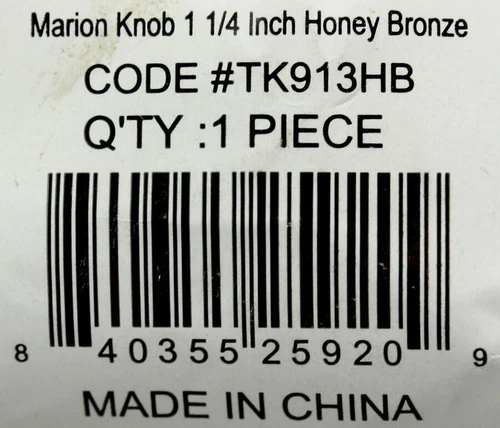 Marion Knob 1 1/4 Inch Honey Bronze
CODE #TK913HB
Q'TY :1 PIECE
8 40355 25920 9
MADE IN CHINA